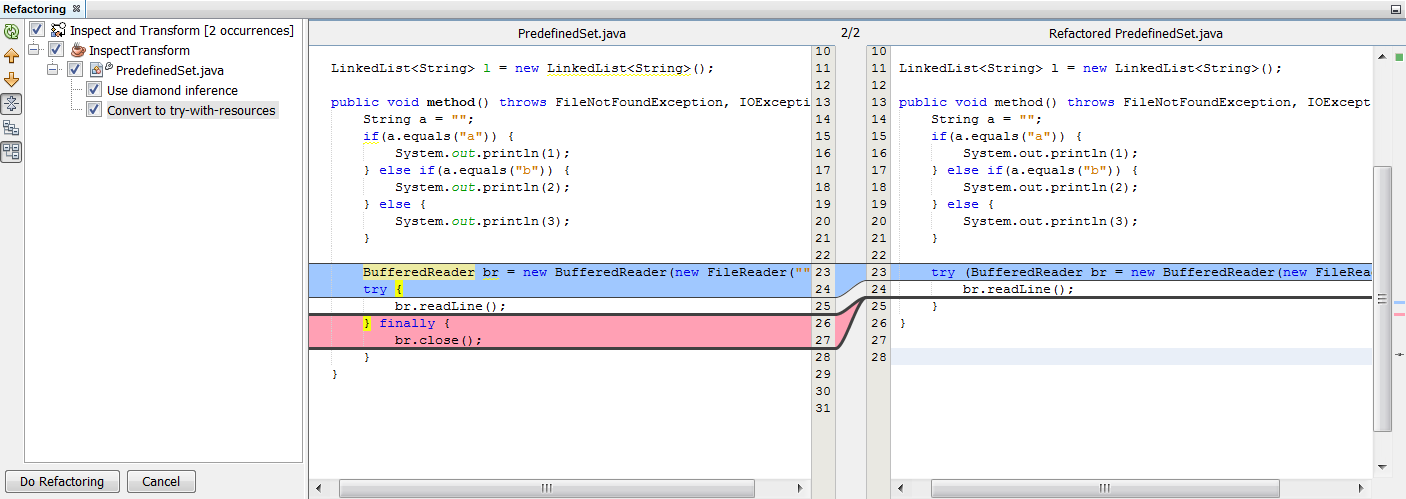 Refactoring
Inspect and Transform [2 occurrences]
InspectTransform
PredefinedSet.java
Use diamond inference
Convert to try-with-resources
Do Refactoring Cancel
PredefinedSet.java 2/2 Refactored PredefinedSet.java
10
LinkedList<String> l = new LinkedList<String>(); 11
12
public void method() throws FileNotFoundException, IOExcepti 13
String a = ""; 14
if(a.equals("a")) { 15
System.out.println(1); 16
} else if(a.equals("b")) { 17
System.out.println(2); 18
} else { 19
System.out.println(3); 20
} 21
22
BufferedReader br = new BufferedReader(new FileReader("" 23
try { 24
br.readLine(); 25
} finally { 26
br.close(); 27
} 28
} 29
30
31
10
11 LinkedList<String> l = new LinkedList<String>();
12
13 public void method() throws FileNotFoundException, IOExcept
14 String a = "";
15 if(a.equals("a")) {
16 System.out.println(1);
17 } else if(a.equals("b")) {
18 System.out.println(2);
19 } else {
20 System.out.println(3);
21 }
22
23 try (BufferedReader br = new BufferedReader(new FileRea
24 br.readLine();
25 }
26 }
27
28